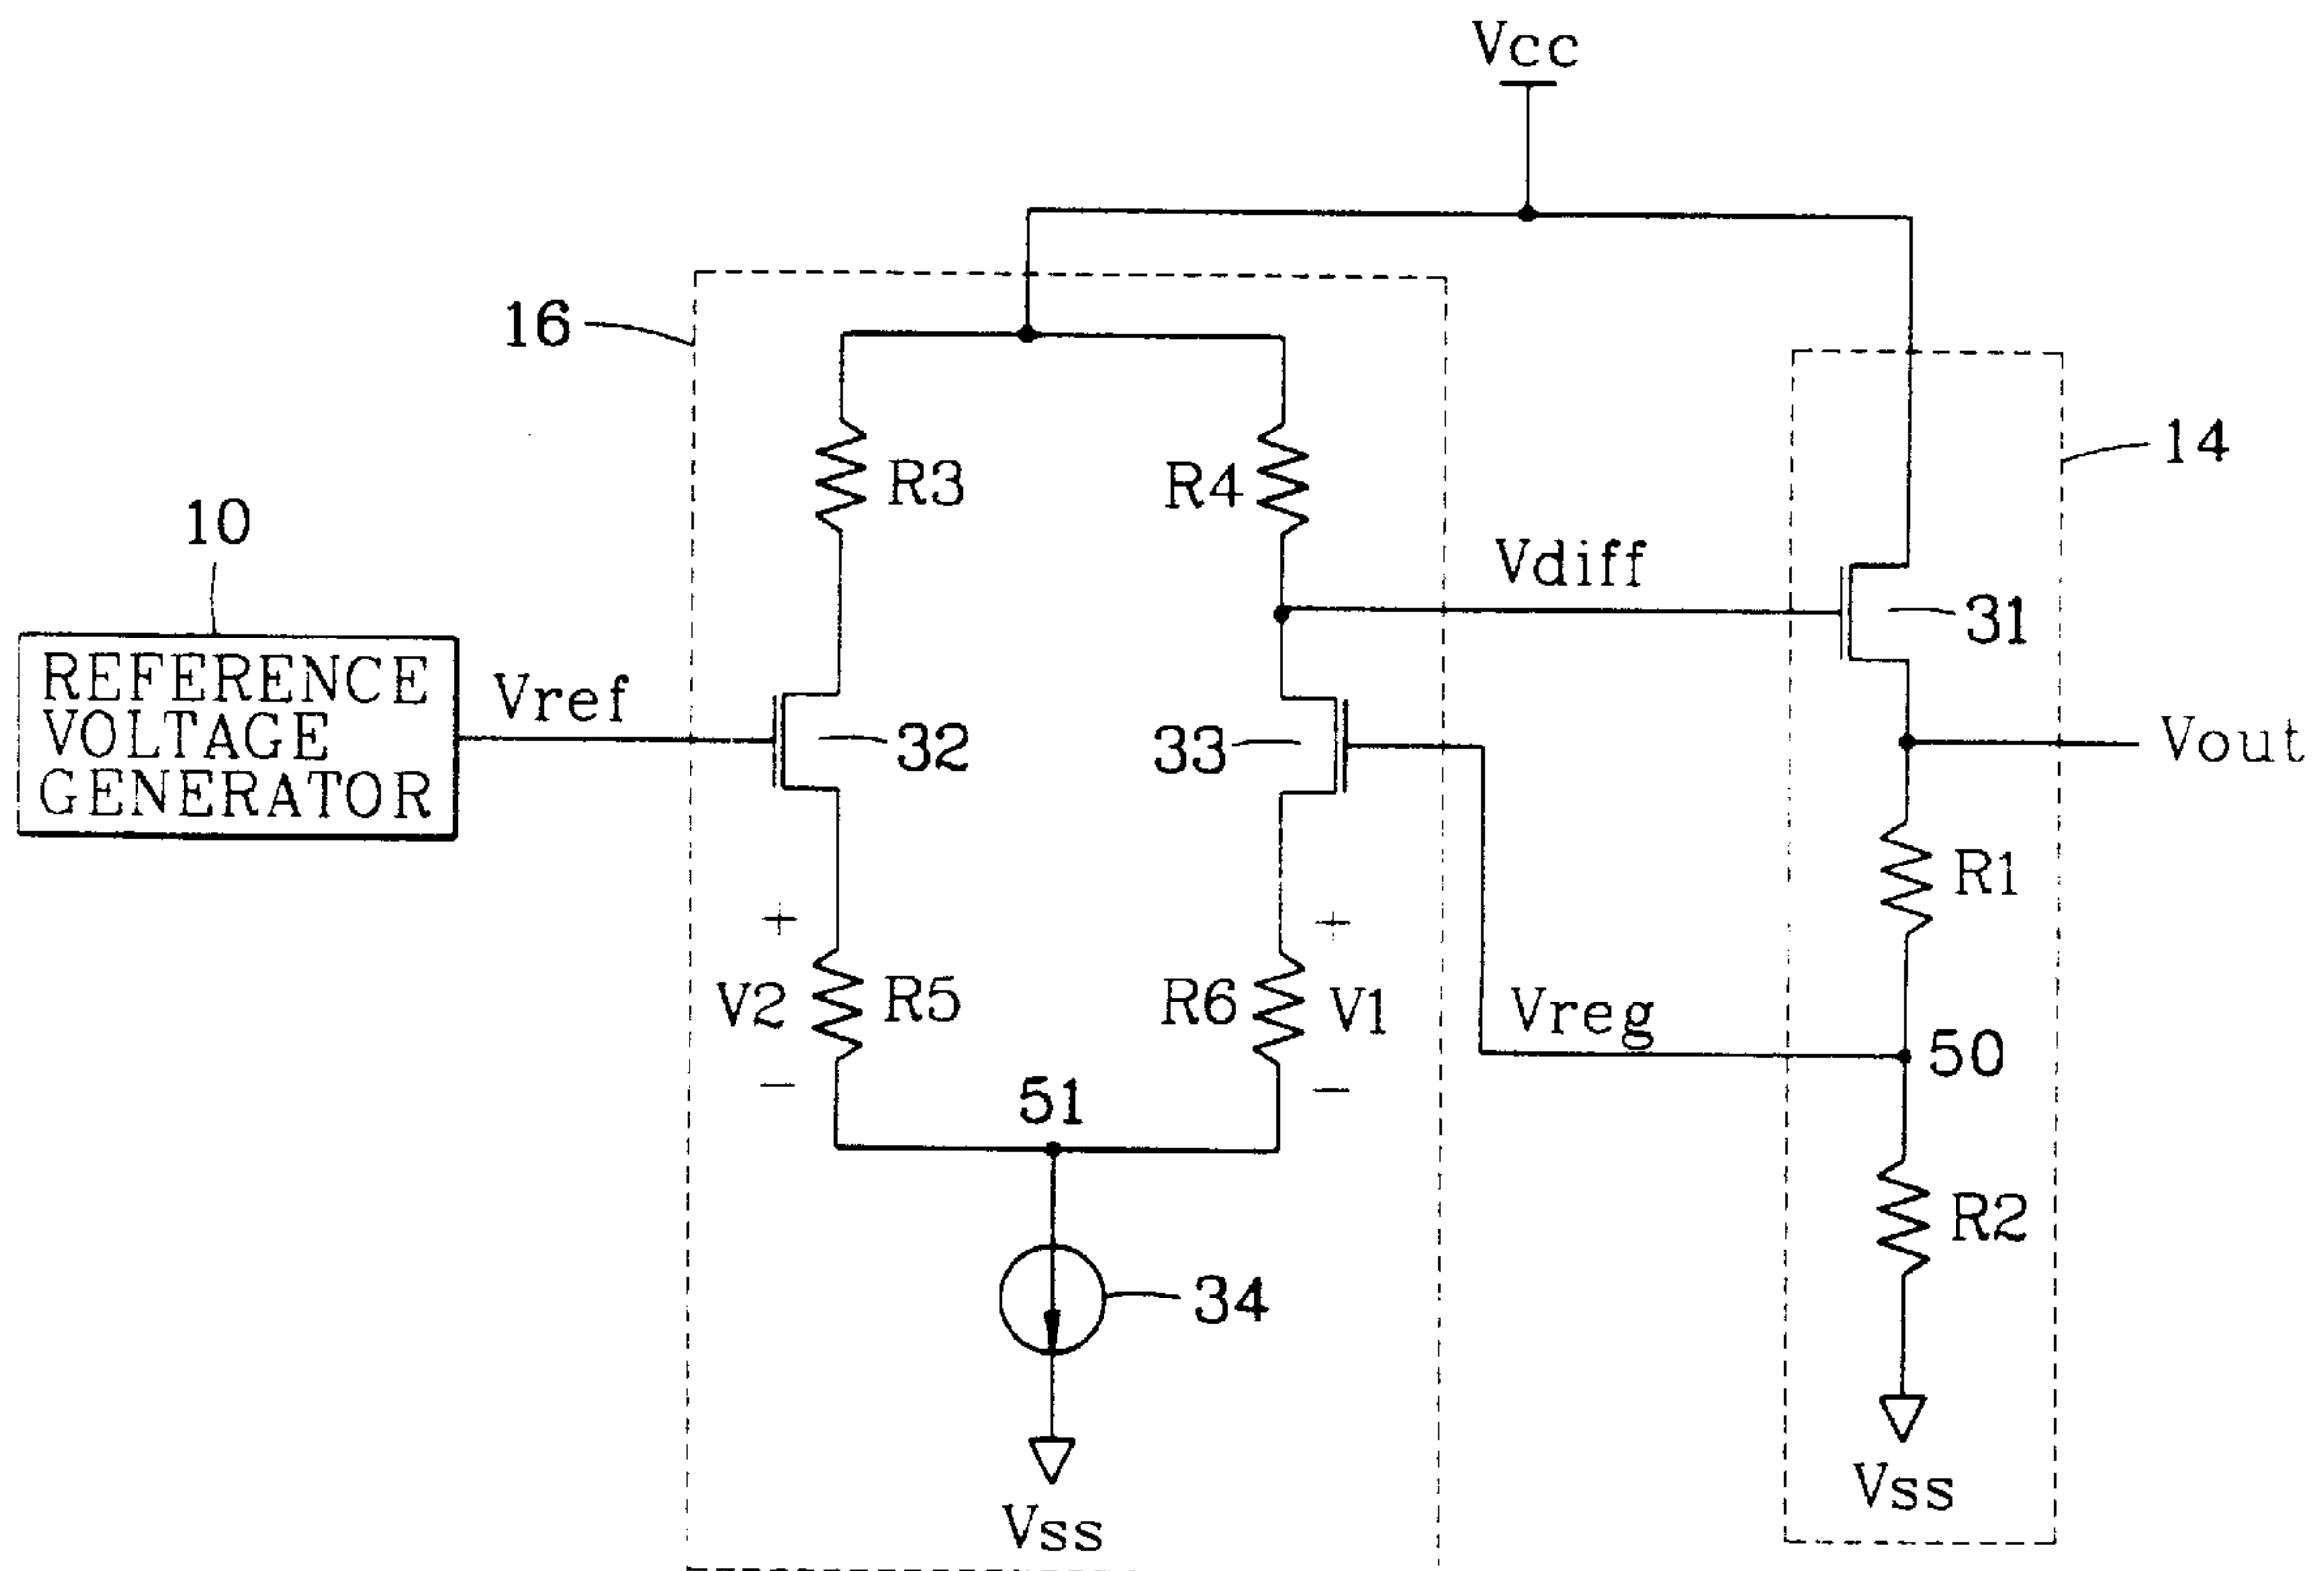 Vcc
16
14
R3
R4
10
Vdiff
31
REFERENCE
VOLTAGE
GENERATOR
Vref
32
33
Vout
R1
+
+
V2
R5
R6
V1
Vreg
50
−
−
51
R2
34
Vss
Vss